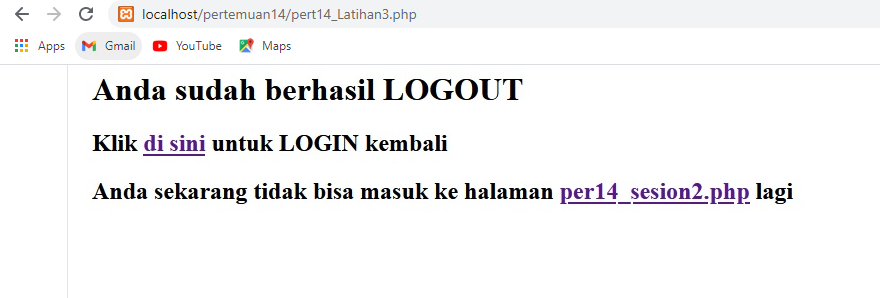 localhost/pertemuan14/pert14_Latihan3.php
Apps Gmail YouTube Maps
Anda sudah berhasil LOGOUT
Klik di sini untuk LOGIN kembali
Anda sekarang tidak bisa masuk ke halaman per14_sesion2.php lagi